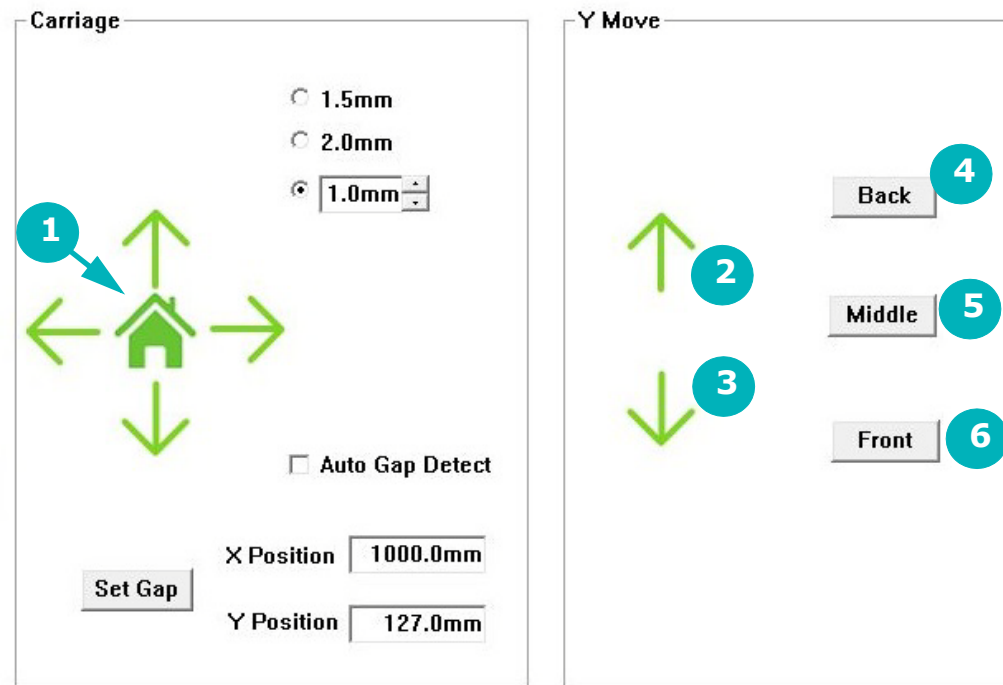 Carriage
1.5mm
2.0mm
1.0mm
1
Auto Gap Detect
X Position 1000.0mm
Set Gap
Y Position 127.0mm
Y Move
4
Back
2
5
Middle
3
6
Front